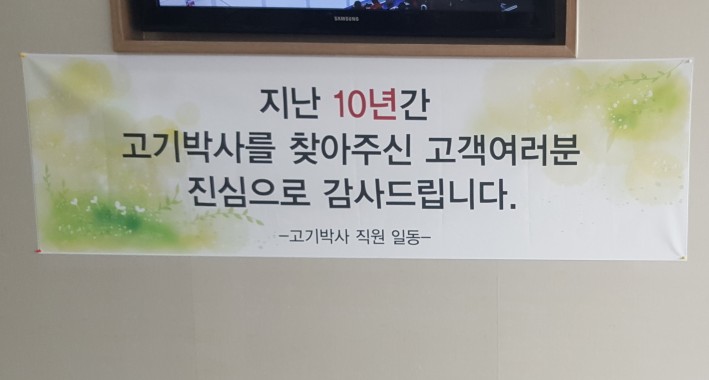 SAMSUNG
지난 10년간
고기박사를 찾아주신 고객여러분
진심으로 감사드립니다.
-고기박사 직원 일동-